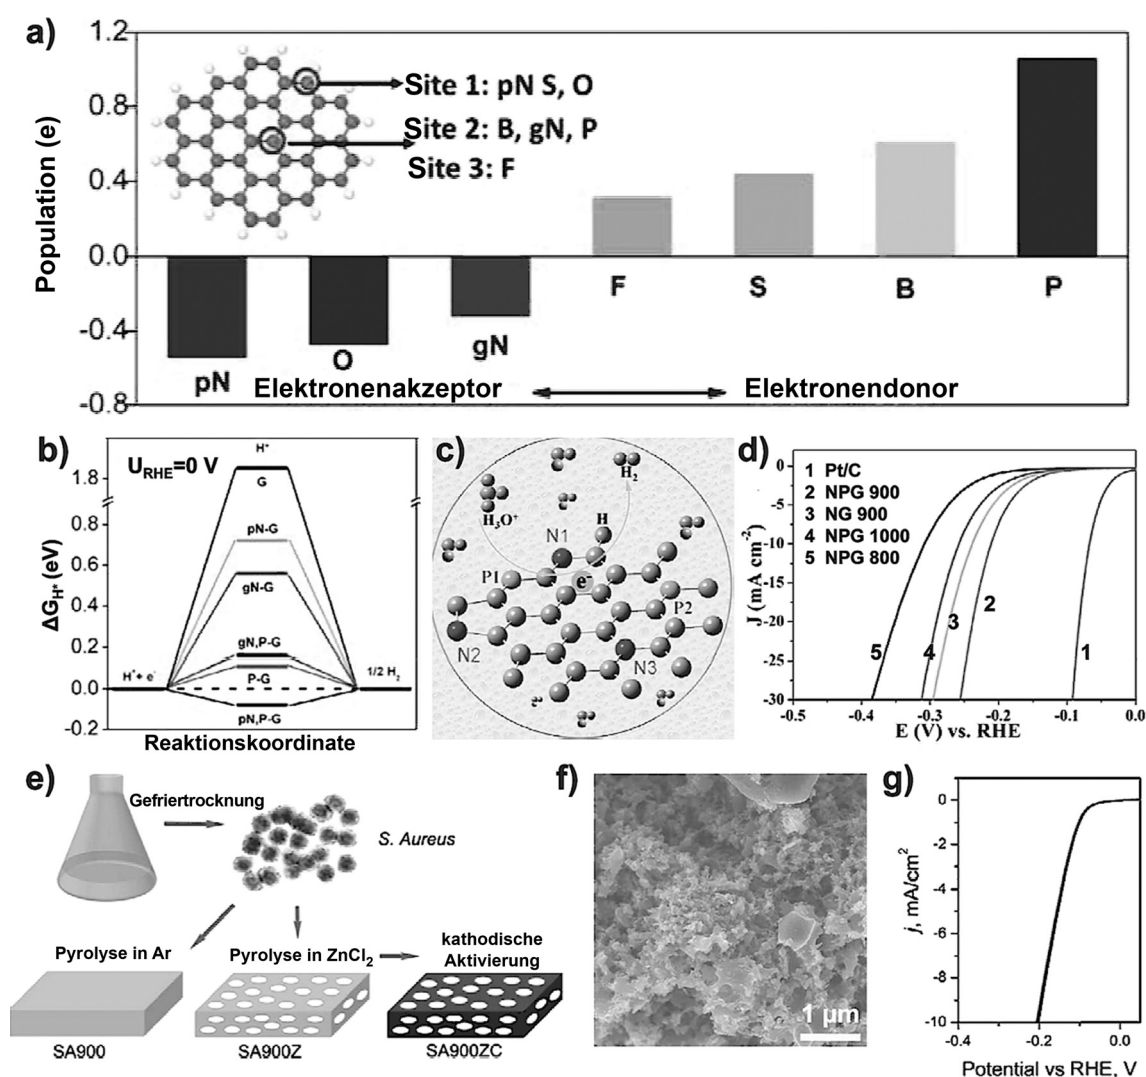 a)
1.2
0.8
0.4
0.0
-0.4
-0.8
Population (e)
Site 1: pN S, O
Site 2: B, gN, P
Site 3: F
pN
O
gN
F
S
B
P
Elektronenakzeptor
Elektronendonor
b)
U_RHE=0 V
1.8
0.8
0.6
0.4
0.2
0.0
-0.2
ΔG_H* (eV)
H*
G
pN-G
gN-G
gN,P-G
P-G
pN,P-G
H⁺+ e⁻
1/2 H₂
Reaktionskoordinate
c)
H₂
H₃O⁺
H
N1
P1
e⁻
P2
N2
N3
d)
1 Pt/C
2 NPG 900
3 NG 900
4 NPG 1000
5 NPG 800
0
-5
-10
-15
-20
-25
-30
J (mA cm⁻²)
5
4
3
2
1
-0.5
-0.4
-0.3
-0.2
-0.1
0.0
E (V) vs. RHE
e)
Gefriertrocknung
S. Aureus
Pyrolyse in Ar
Pyrolyse in ZnCl₂
kathodische
Aktivierung
SA900
SA900Z
SA900ZC
f)
1 μm
g)
0
-2
-4
-6
-8
-10
j, mA/cm²
-0.4
-0.2
0.0
Potential vs RHE, V